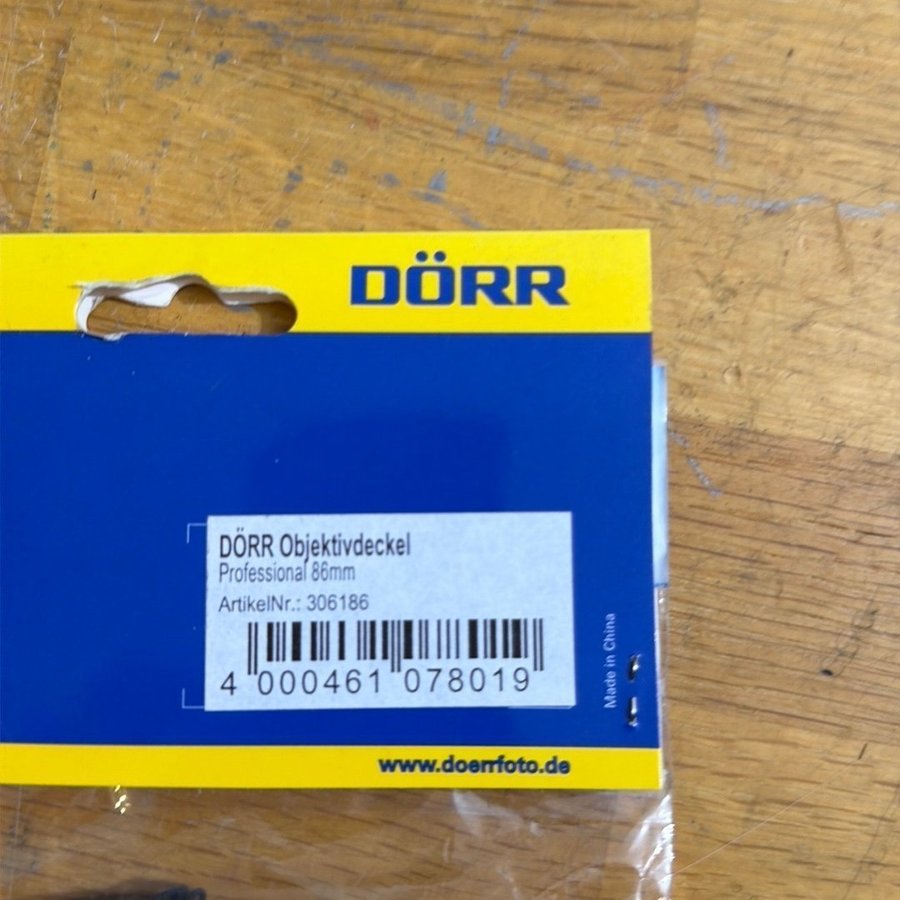 DÖRR
DÖRR Objektivdeckel
Professional 86mm
ArtikelNr.: 306186
4 000461 078019
Made in China
www.doerrfoto.de